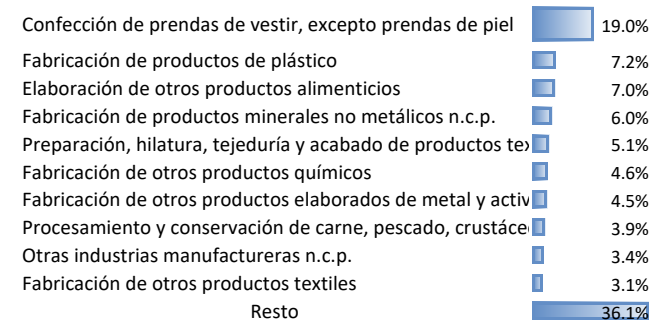 Confección de prendas de vestir, excepto prendas de piel 19.0%
Fabricación de productos de plástico 7.2%
Elaboración de otros productos alimenticios 7.0%
Fabricación de productos minerales no metálicos n.c.p. 6.0%
Preparación, hilatura, tejeduría y acabado de productos tex 5.1%
Fabricación de otros productos químicos 4.6%
Fabricación de otros productos elaborados de metal y activ 4.5%
Procesamiento y conservación de carne, pescado, crustáce 3.9%
Otras industrias manufactureras n.c.p. 3.4%
Fabricación de otros productos textiles 3.1%
Resto 36.1%